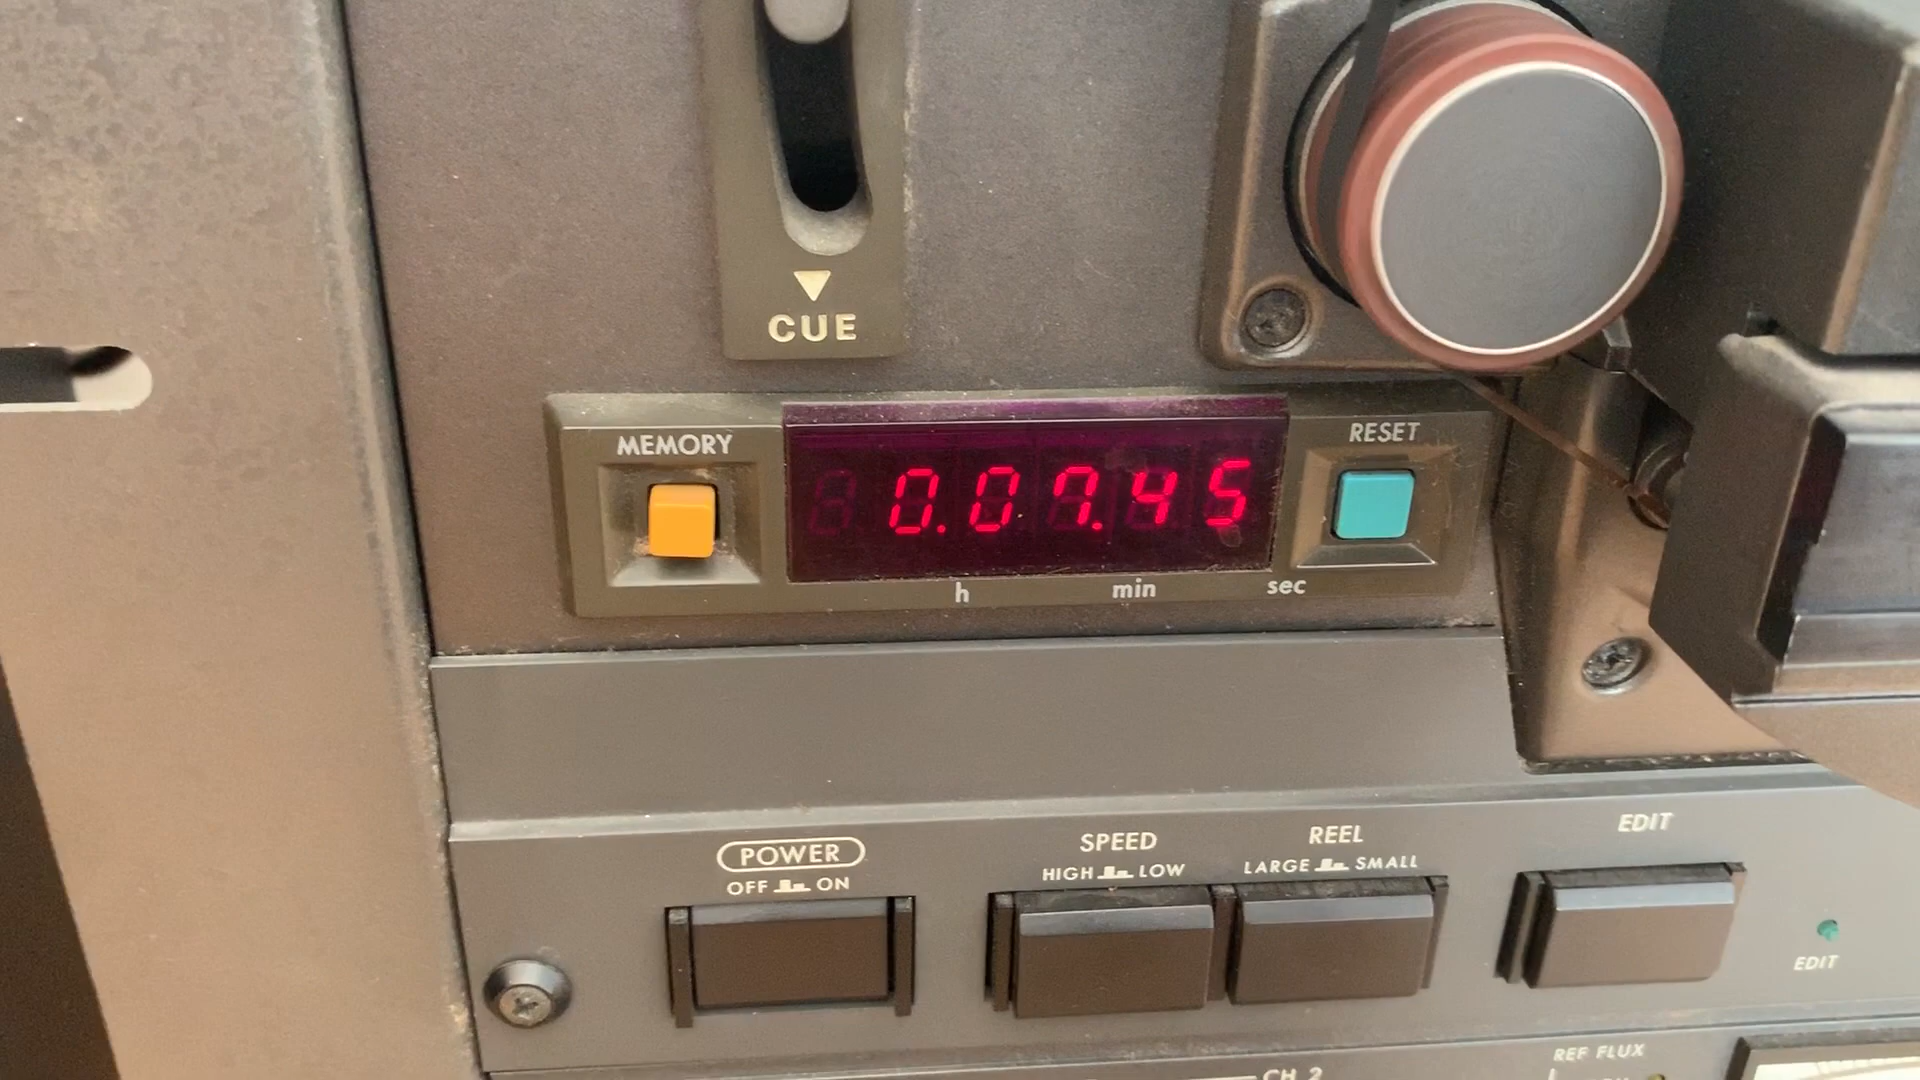 CUE
MEMORY
0.07.45
RESET
h min sec
POWER
OFF ON
SPEED
HIGH LOW
REEL
LARGE SMALL
EDIT
EDIT
REF FLUX
CH 2